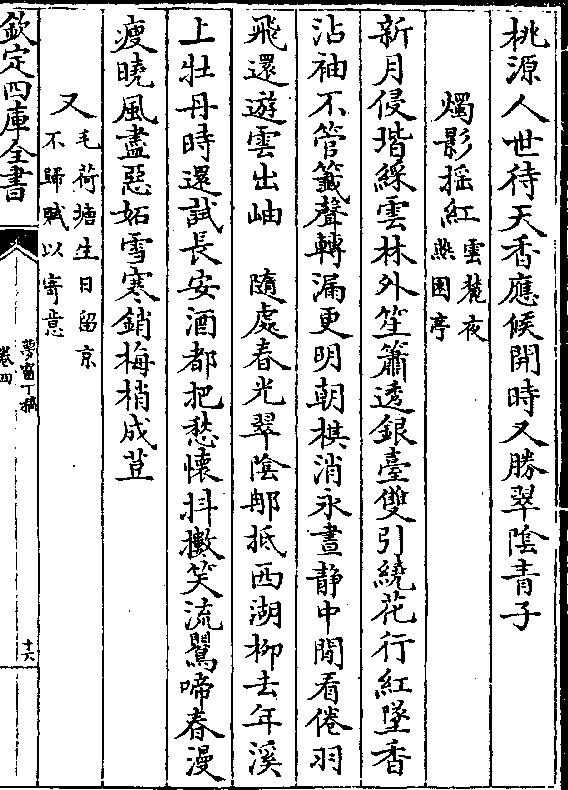 桃源人世待天香應候開時又勝翠陰青子
燭影揺紅雲麓夜
燕園亭
新月侵堦綵雲林外笙簫透銀臺雙引繞花行紅墜香
沾袖不管籤聲轉漏更明朝棋消永晝静中閒看倦羽
飛還遊雲出岫　隨處春光翠陰那抵西湖柳去年溪
上牡丹時還試長安酒都把愁懷抖擻笑流鶯啼春漫
瘦曉風盡惡妬雪寒銷梅梢成荳
又毛荷塘生日留京
不歸賦以寄意
欽定四庫全書
夢窗丁稿
卷四
十六